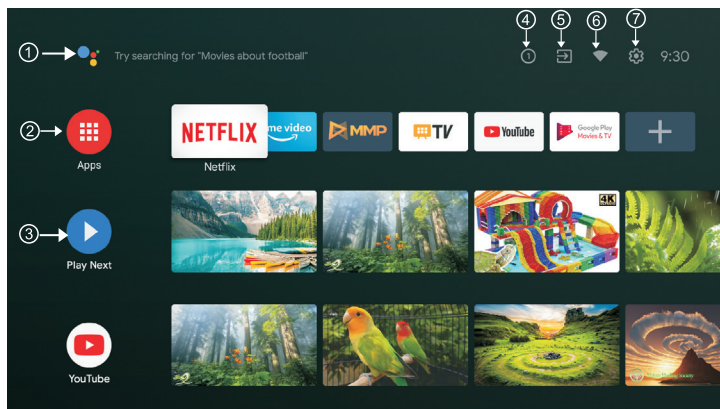 ④ ⑤ ⑥ ⑦
① Try searching for "Movies about football" 1 9:30
② NETFLIX me video MMP TV YouTube Google Play Movies & TV
Apps Netflix
③ 4K
Play Next
YouTube